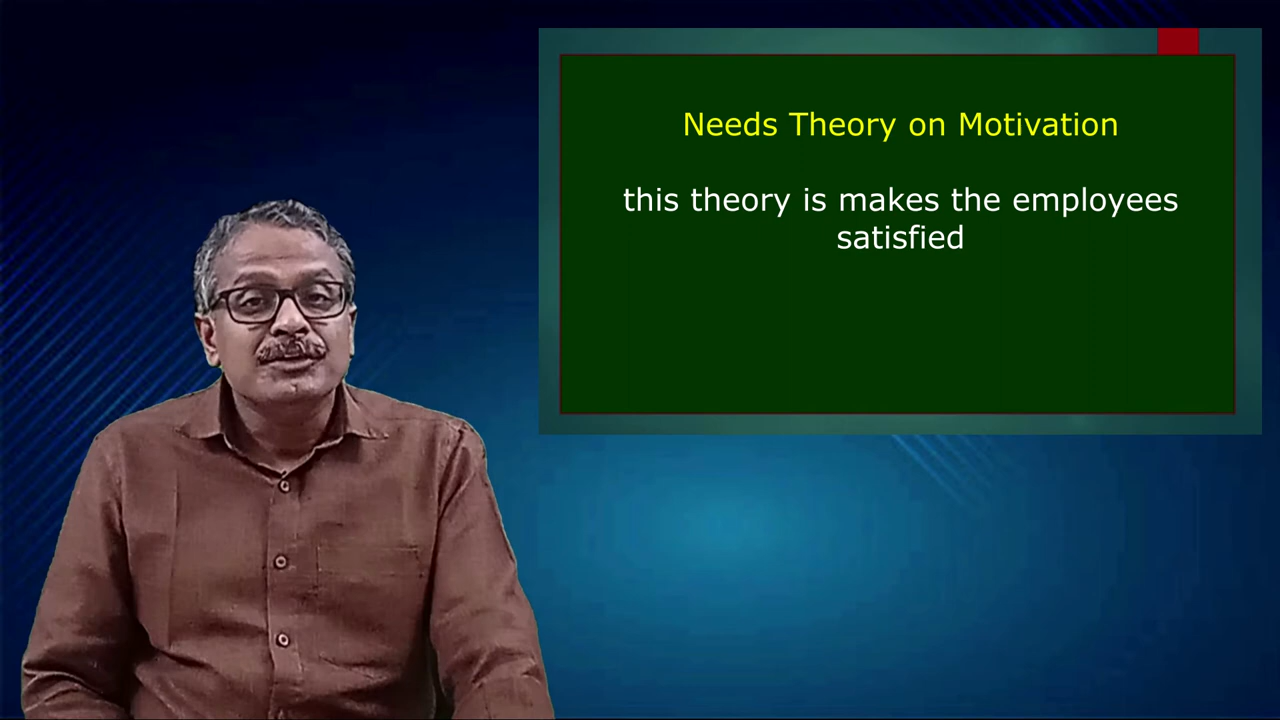 Needs Theory on Motivation
this theory is makes the employees
satisfied